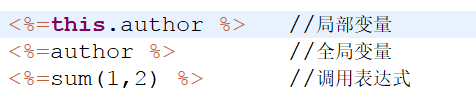 <%=this.author %>    //局部变量
<%=author %>    //全局变量
<%=sum(1,2) %>    //调用表达式